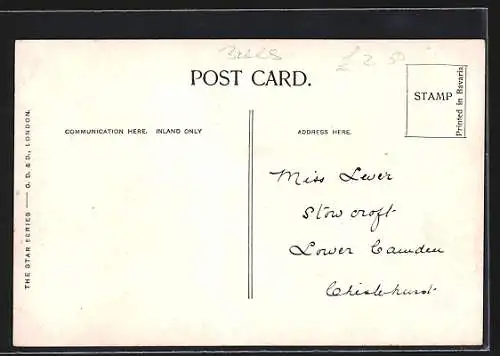 £2.50
POST CARD.
STAMP
Printed in Bavaria
COMMUNICATION HERE. INLAND ONLY
ADDRESS HERE.
THE STAR SERIES — G. D. & D., LONDON.
Miss Lever
Stowcroft
Lower Camden
Chislehurst